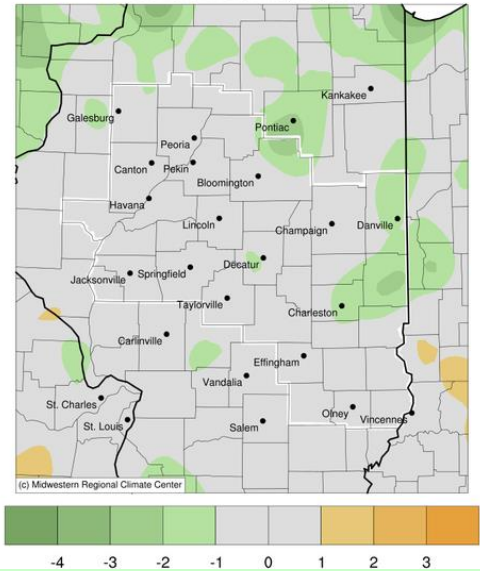 Kankakee
Galesburg
Pontiac
Peoria
Canton
Pekin
Bloomington
Havana
Lincoln
Champaign
Danville
Decatur
Jacksonville
Springfield
Taylorville
Charleston
Carlinville
Effingham
Vandalia
St. Charles
Olney
Vincennes
St. Louis
Salem
(c) Midwestern Regional Climate Center
-4 -3 -2 -1 0 1 2 3